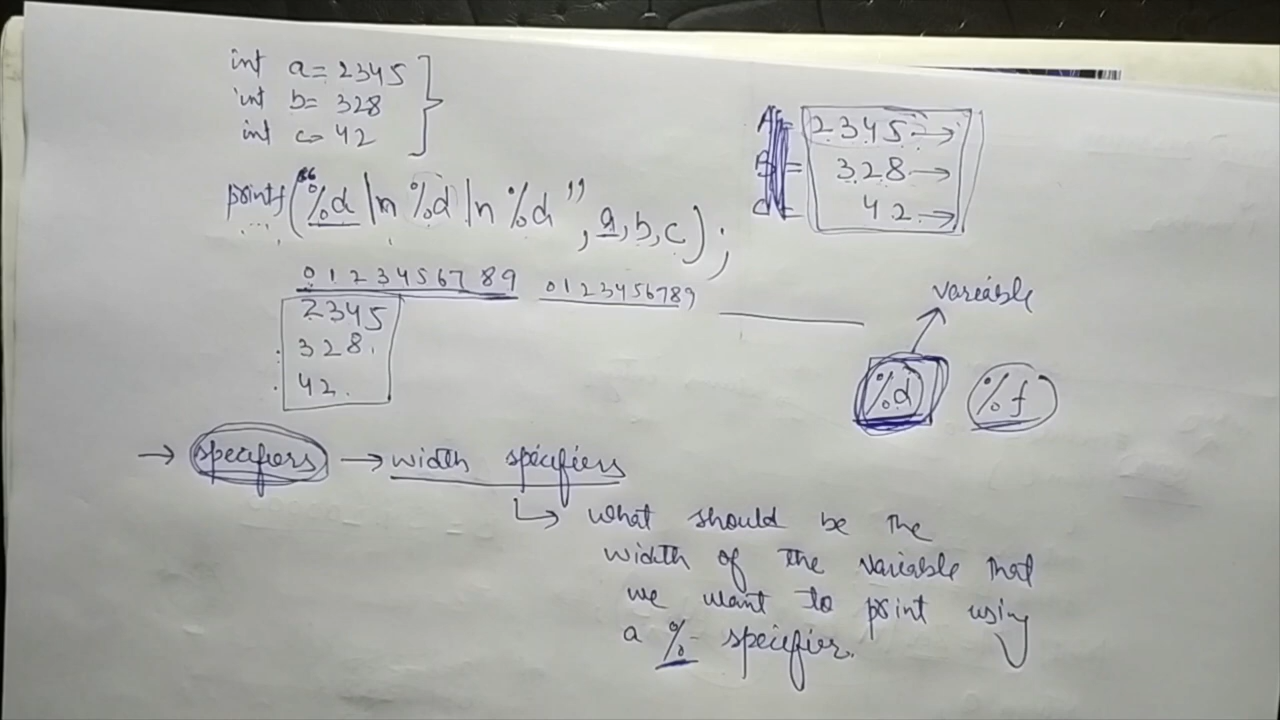 int a= 2345
int b= 328
int c= 42
printf("%d \n %d \n %d ", a, b, c);
A= 2345→
B= 328→
42→
0 1 2 3 4 5 6 7 8 9 0 1 2 3 4 5 6 7 8 9
2345
328
42
variable
%d %f
→ specifiers → width specifiers
what should be the
width of the variable that
we want to print using
a % specifier.